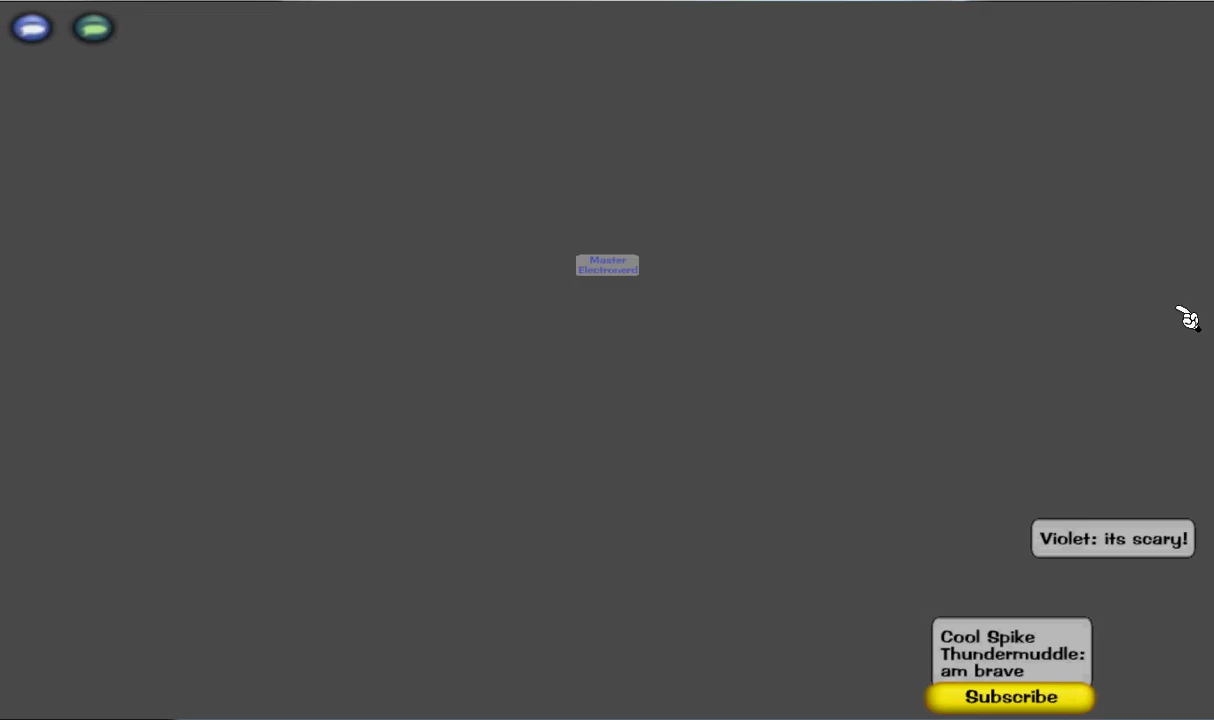 Master
Electronerd
Violet: its scary!
Cool Spike
Thundermuddle:
am brave
Subscribe